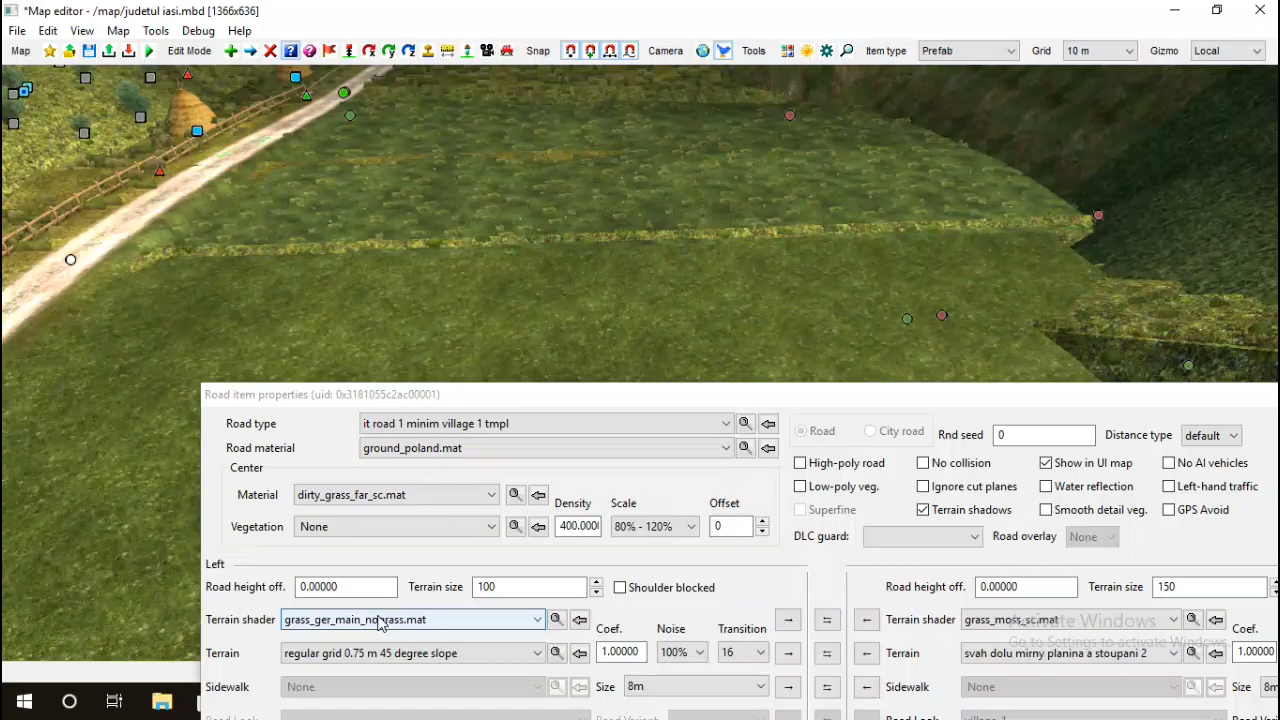 *Map editor - /map/judetul iasi.mbd [1366x636]
File Edit View Map Tools Debug Help
Map Edit Mode Snap Camera Tools Item type Prefab Grid 10 m Gizmo Local
Road item properties (uid: 0x3181055c2ac00001)
Road type it road 1 minim village 1 tmpl Road City road Rnd seed 0 Distance type default
Road material ground_poland.mat
Center High-poly road No collision Show in UI map No AI vehicles
Material dirty_grass_far_sc.mat Density Scale Offset Low-poly veg. Ignore cut planes Water reflection Left-hand traffic
Vegetation None 400.0000 80% - 120% 0 Superfine Terrain shadows Smooth detail veg. GPS Avoid
DLC guard: Road overlay None
Left
Road height off. 0.00000 Terrain size 100 Shoulder blocked Road height off. 0.00000 Terrain size 150
Terrain shader grass_ger_main_nograss.mat Coef. Noise Transition Terrain shader grass_moss_sc.mat Coef.
Activate Windows
Go to Settings to activate Windows.
Terrain regular grid 0.75 m 45 degree slope 1.00000 100% 16 Terrain svah dolu mirny planina a stoupani 2 1.00000
Sidewalk None Size 8m Sidewalk None Size 8m